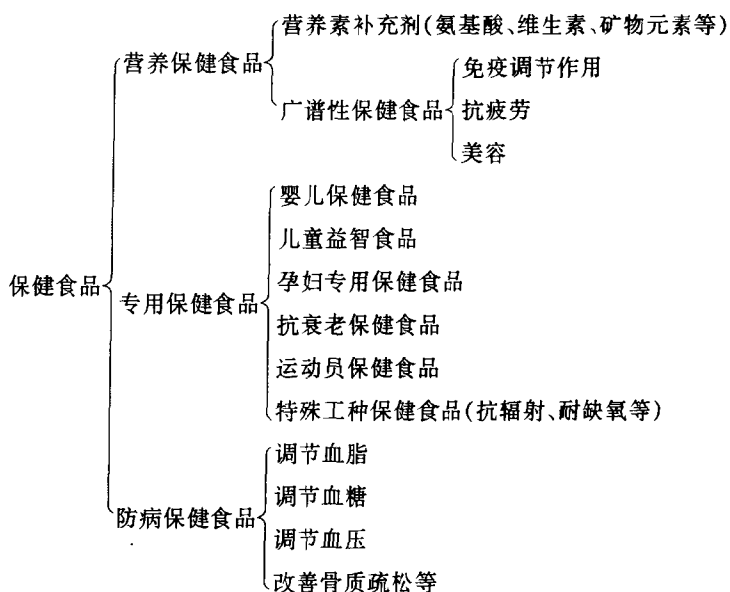 营养素补充剂(氨基酸、维生素、矿物元素等)
营养保健食品
免疫调节作用
广谱性保健食品
抗疲劳
美容
婴儿保健食品
儿童益智食品
孕妇专用保健食品
保健食品
专用保健食品
抗衰老保健食品
运动员保健食品
特殊工种保健食品(抗辐射、耐缺氧等)
调节血脂
调节血糖
防病保健食品
调节血压
改善骨质疏松等